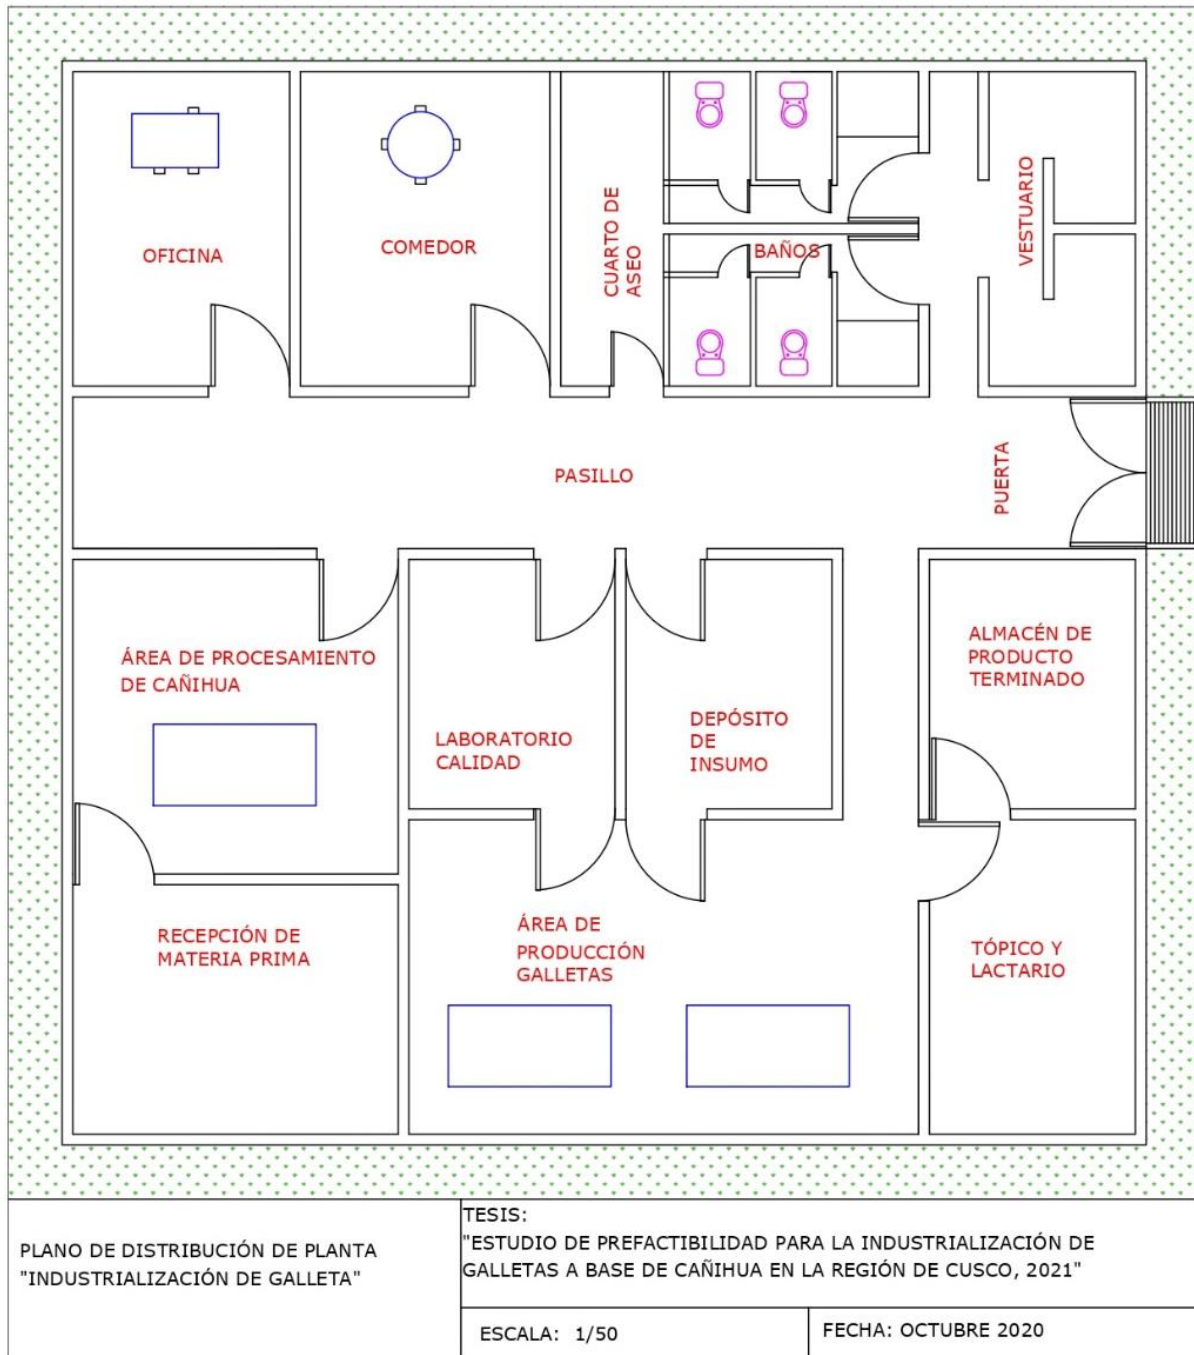 OFICINA
COMEDOR
CUARTO DE
ASEO
BAÑOS
VESTUARIO
PASILLO
PUERTA
ÁREA DE PROCESAMIENTO
DE CAÑIHUA
LABORATORIO
CALIDAD
DEPÓSITO
DE
INSUMO
ALMACÉN DE
PRODUCTO
TERMINADO
RECEPCIÓN DE
MATERIA PRIMA
ÁREA DE
PRODUCCIÓN
GALLETAS
TÓPICO Y
LACTARIO
PLANO DE DISTRIBUCIÓN DE PLANTA
"INDUSTRIALIZACIÓN DE GALLETA"
TESIS:
"ESTUDIO DE PREFACTIBILIDAD PARA LA INDUSTRIALIZACIÓN DE
GALLETAS A BASE DE CAÑIHUA EN LA REGIÓN DE CUSCO, 2021"
ESCALA: 1/50
FECHA: OCTUBRE 2020